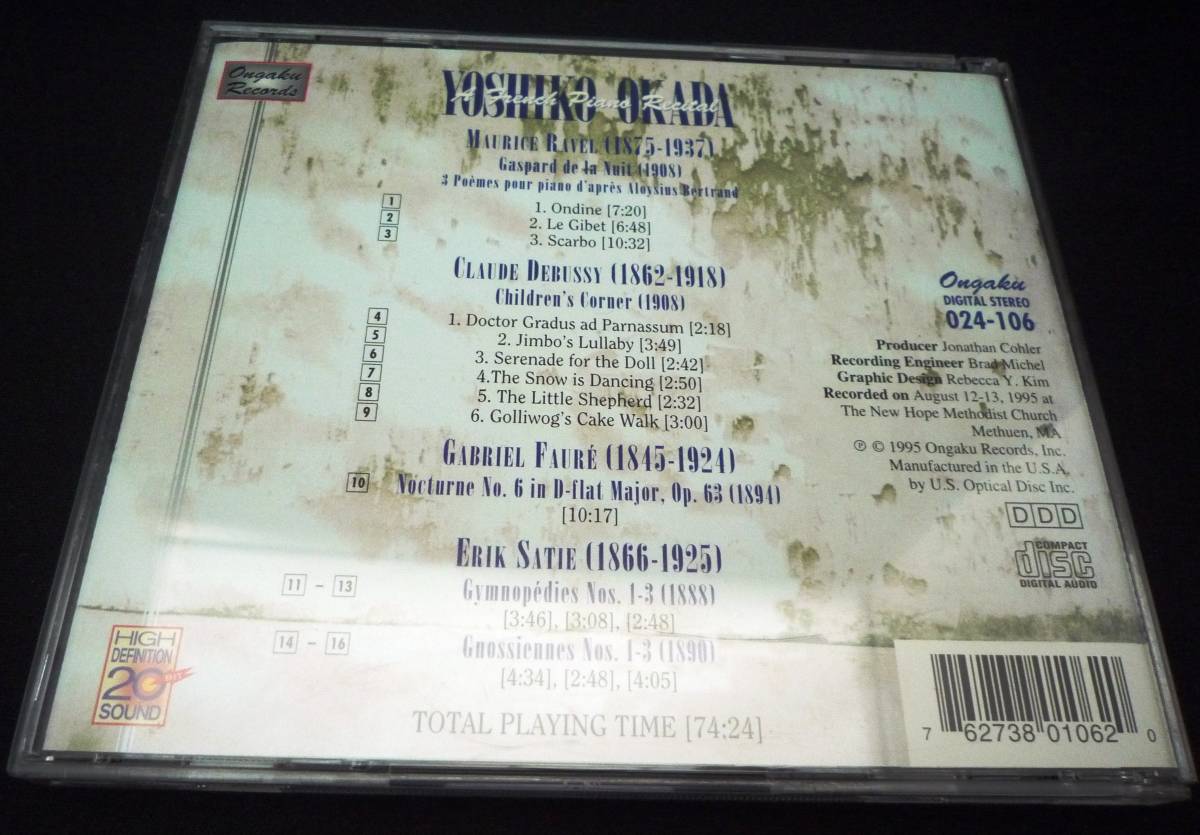 Ongaku
Records
YOSHIKO OKADA
A French Piano Recital
MAURICE RAVEL (1875-1937)
Gaspard de la Nuit (1908)
3 Poèmes pour piano d'après Aloysius Bertrand
1 1. Ondine [7:20]
2 2. Le Gibet [6:48]
3 3. Scarbo [10:32]
CLAUDE DEBUSSY (1862-1918)
Children's Corner (1908)
4 1. Doctor Gradus ad Parnassum [2:18]
5 2. Jimbo's Lullaby [3:49]
6 3. Serenade for the Doll [2:42]
7 4.The Snow is Dancing [2:50]
8 5. The Little Shepherd [2:32]
9 6. Golliwog's Cake Walk [3:00]
GABRIEL FAURÉ (1845-1924)
10 Nocturne No. 6 in D-flat Major, Op. 63 (1894)
[10:17]
ERIK SATIE (1866-1925)
11 - 13 Gymnopédies Nos. 1-3 (1888)
[3:46], [3:08], [2:48]
14 - 16 Gnossiennes Nos. 1-3 (1890)
[4:34], [2:48], [4:05]
TOTAL PLAYING TIME [74:24]
HIGH
DEFINITION
20 BIT
SOUND
Ongaku
DIGITAL STEREO
024-106
Producer Jonathan Cohler
Recording Engineer Brad Michel
Graphic Design Rebecca Y. Kim
Recorded on August 12-13, 1995 at
The New Hope Methodist Church
Methuen, MA
℗ © 1995 Ongaku Records, Inc.
Manufactured in the U.S.A.
by U.S. Optical Disc Inc.
DDD
COMPACT
disc
DIGITAL AUDIO
7 62738 01062 0